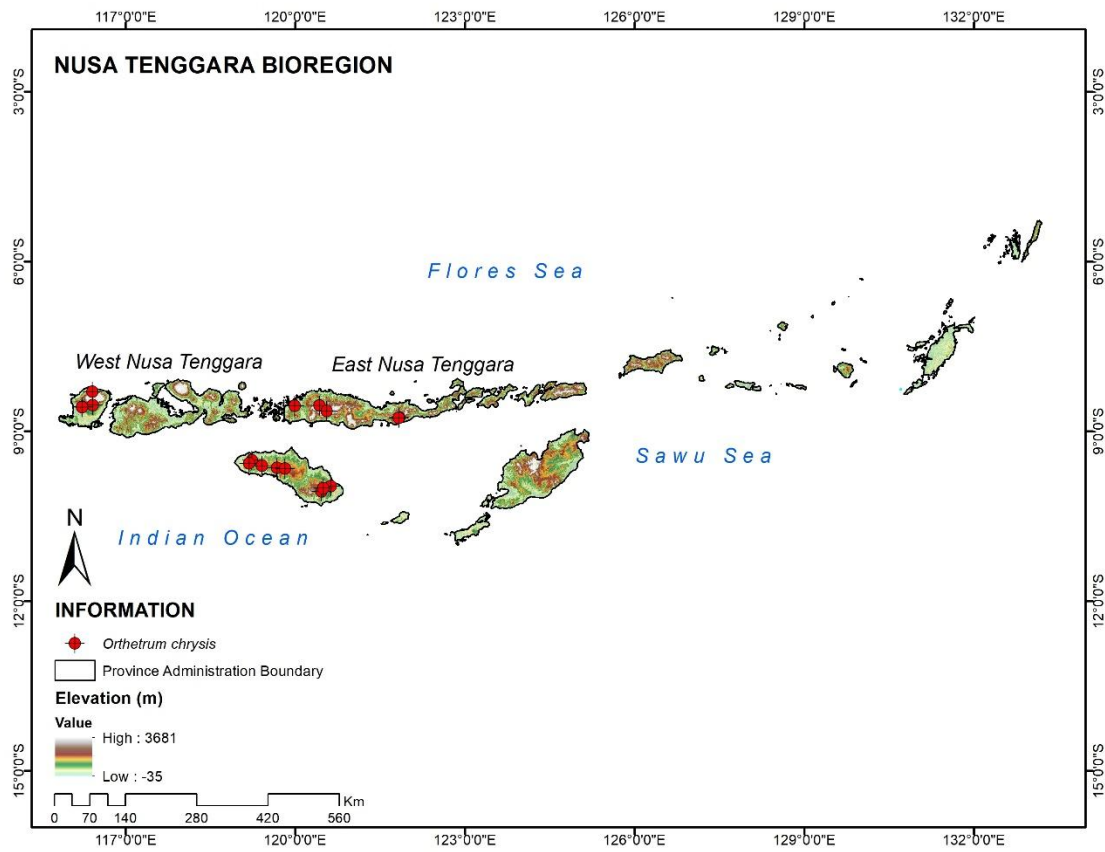 117°0'0"E 120°0'0"E 123°0'0"E 126°0'0"E 129°0'0"E 132°0'0"E
NUSA TENGGARA BIOREGION
3°0'0"S 3°0'0"S
6°0'0"S 6°0'0"S
Flores Sea
West Nusa Tenggara East Nusa Tenggara
9°0'0"S 9°0'0"S
Sawu Sea
N
Indian Ocean
12°0'0"S 12°0'0"S
INFORMATION
Orthetrum chrysis
Province Administration Boundary
Elevation (m)
Value
High : 3681
Low : -35
15°0'0"S 15°0'0"S
Km
0 70 140 280 420 560
117°0'0"E 120°0'0"E 123°0'0"E 126°0'0"E 129°0'0"E 132°0'0"E